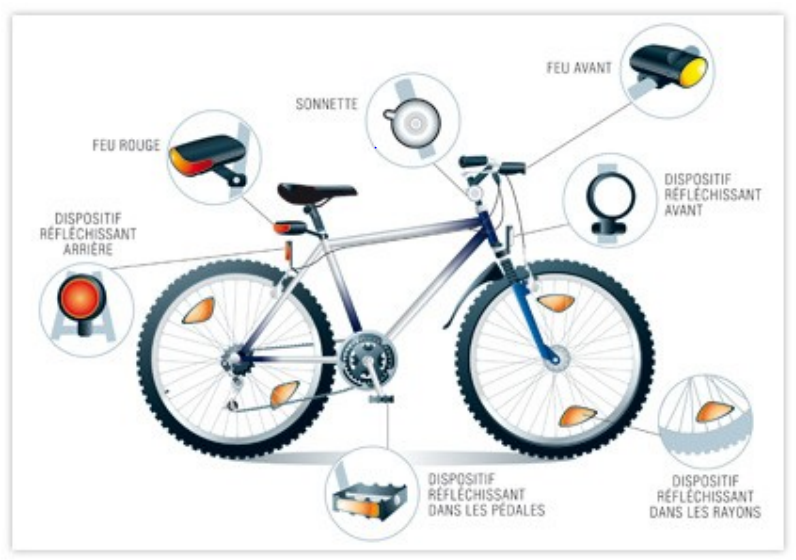 FEU AVANT
SONNETTE
FEU ROUGE
DISPOSITIF
RÉFLÉCHISSANT
AVANT
DISPOSITIF
RÉFLÉCHISSANT
ARRIÈRE
DISPOSITIF
RÉFLÉCHISSANT
DANS LES PÉDALES
DISPOSITIF
RÉFLÉCHISSANT
DANS LES RAYONS